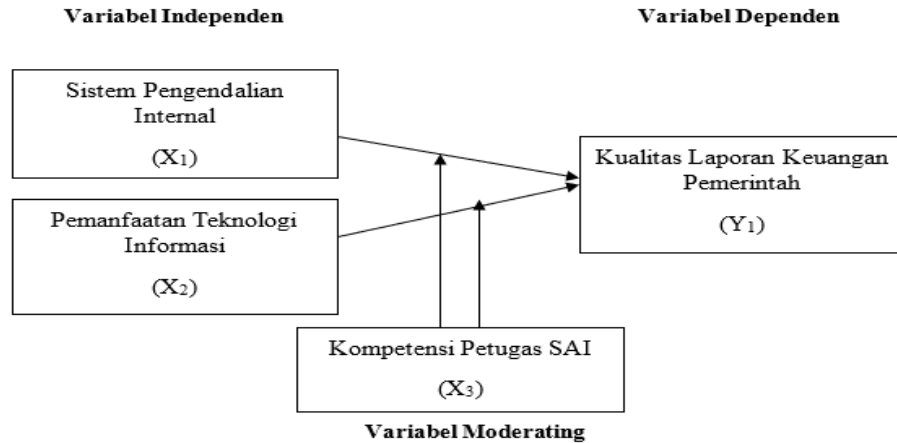 Variabel Independen
Variabel Dependen
Sistem Pengendalian
Internal
(X₁)
Kualitas Laporan Keuangan
Pemerintah
(Y₁)
Pemanfaatan Teknologi
Informasi
(X₂)
Kompetensi Petugas SAI
(X₃)
Variabel Moderating